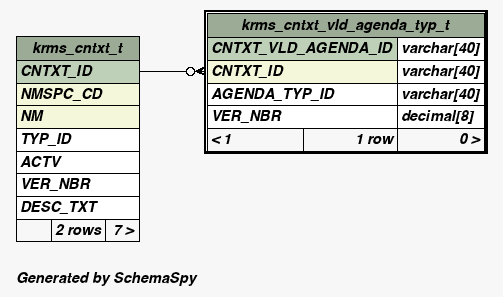 krms_cntxt_t
CNTXT_ID
NMSPC_CD
NM
TYP_ID
ACTV
VER_NBR
DESC_TXT
2 rows 7 >
krms_cntxt_vld_agenda_typ_t
CNTXT_VLD_AGENDA_ID varchar[40]
CNTXT_ID varchar[40]
AGENDA_TYP_ID varchar[40]
VER_NBR decimal[8]
< 1 1 row 0 >
Generated by SchemaSpy